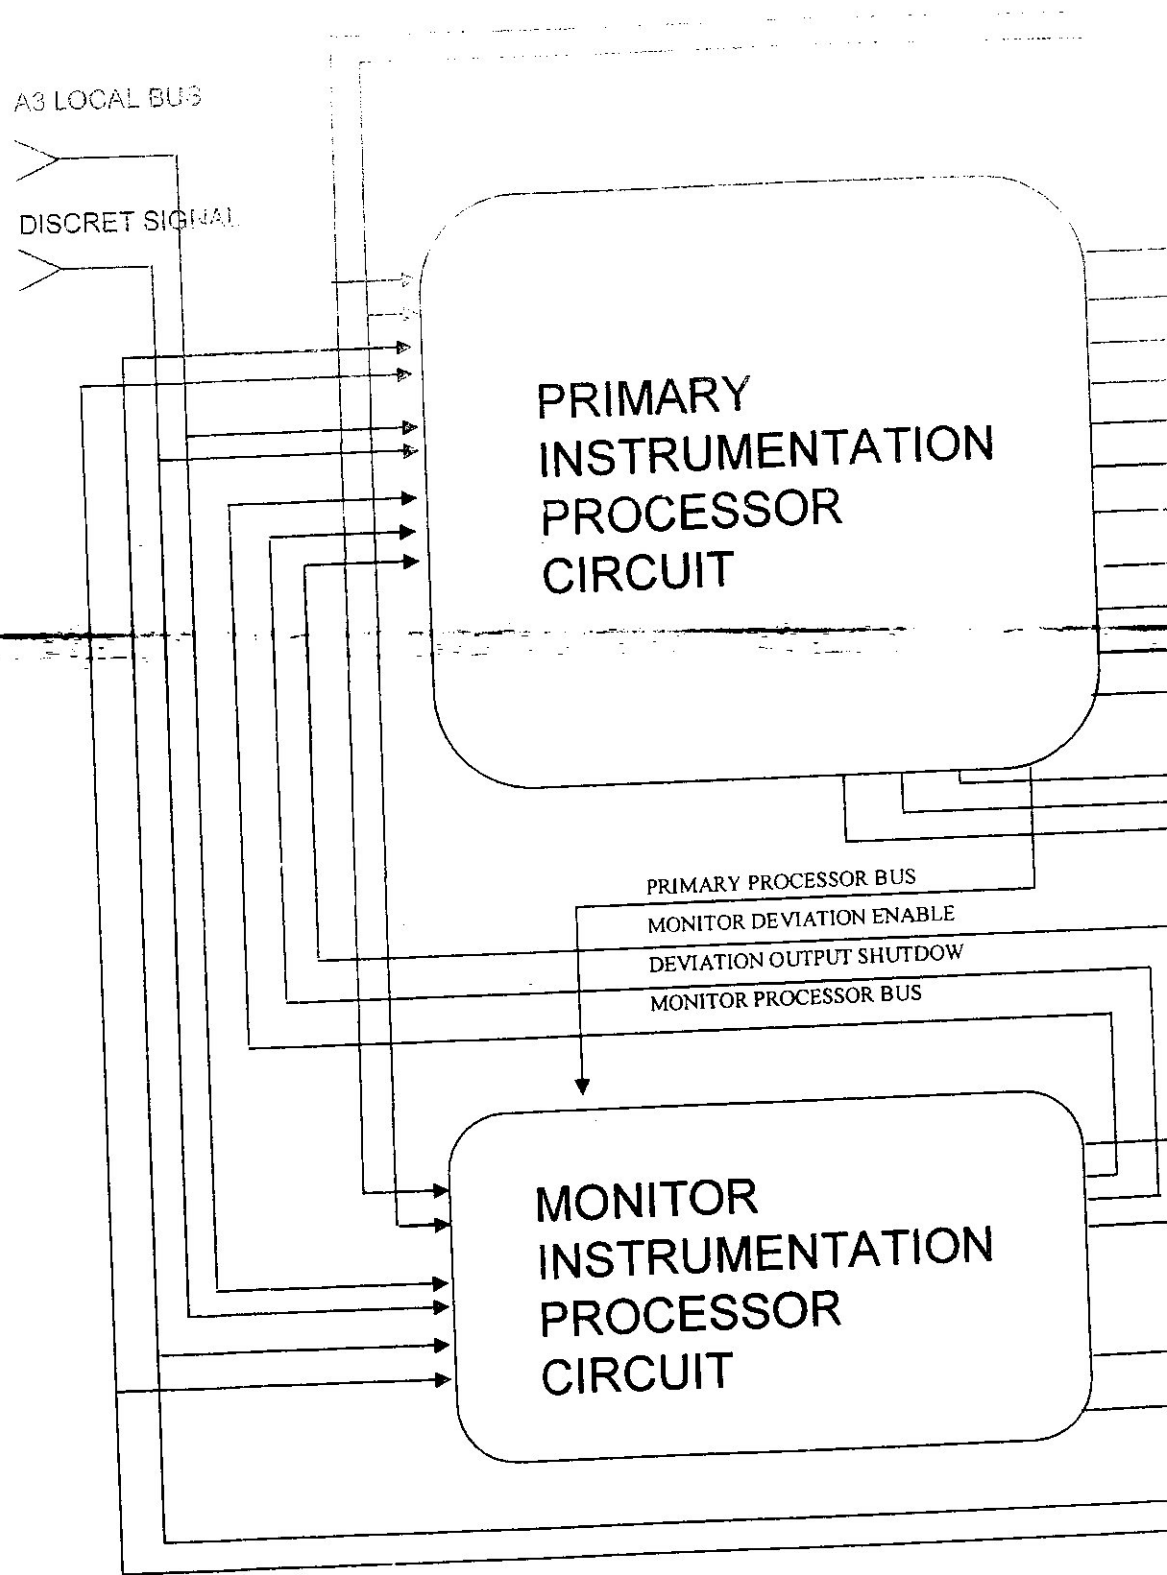 A3 LOCAL BUS
DISCRET SIGNAL
PRIMARY
INSTRUMENTATION
PROCESSOR
CIRCUIT
PRIMARY PROCESSOR BUS
MONITOR DEVIATION ENABLE
DEVIATION OUTPUT SHUTDOW
MONITOR PROCESSOR BUS
MONITOR
INSTRUMENTATION
PROCESSOR
CIRCUIT